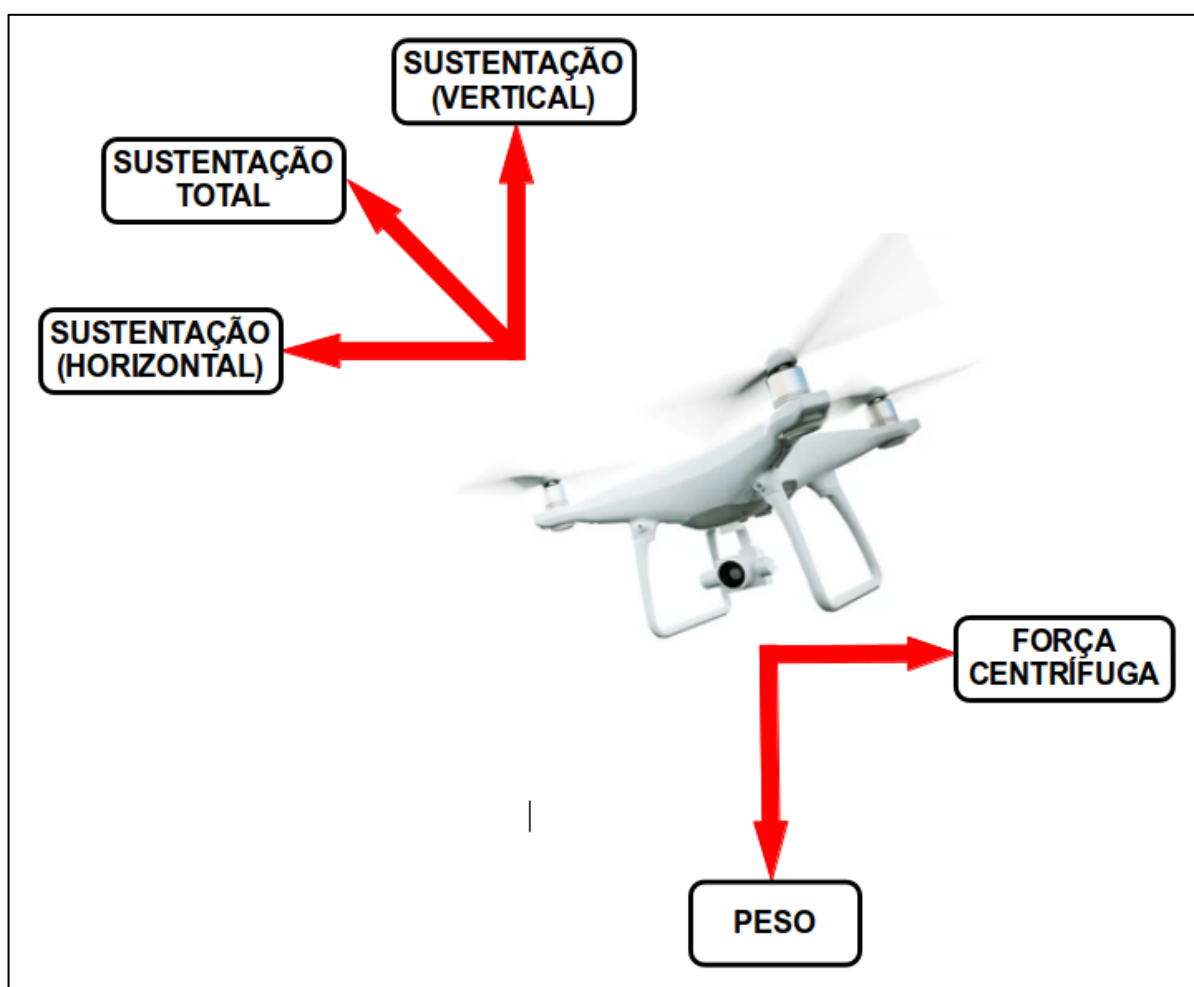 SUSTENTAÇÃO
(VERTICAL)
SUSTENTAÇÃO
TOTAL
SUSTENTAÇÃO
(HORIZONTAL)
FORÇA
CENTRÍFUGA
PESO